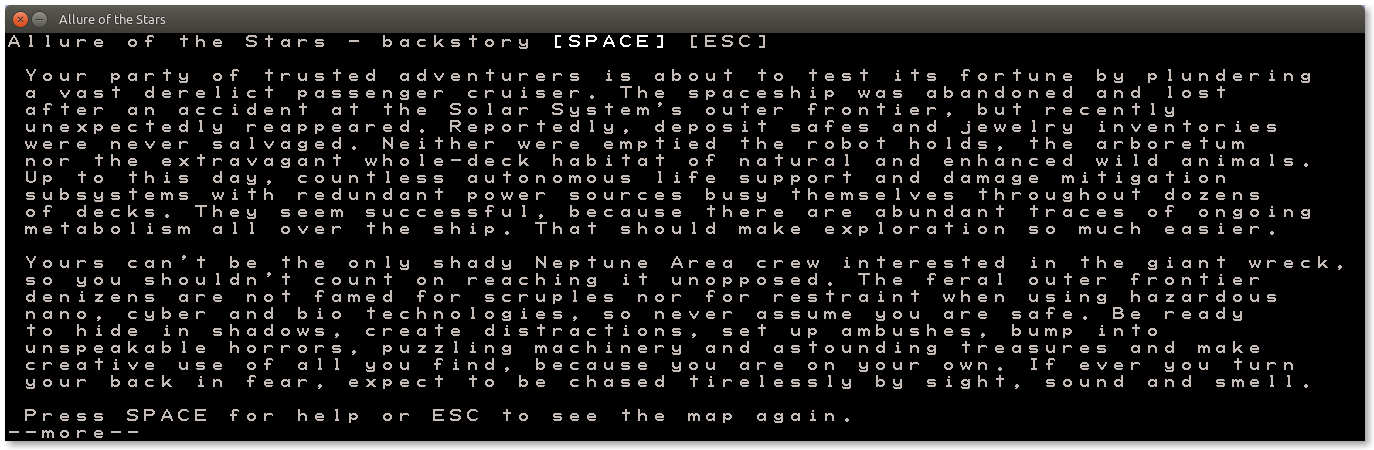 Allure of the Stars
Allure of the Stars - backstory [SPACE] [ESC]
Your party of trusted adventurers is about to test its fortune by plundering
a vast derelict passenger cruiser. The spaceship was abandoned and lost
after an accident at the Solar System's outer frontier, but recently
unexpectedly reappeared. Reportedly, deposit safes and jewelry inventories
were never salvaged. Neither were emptied the robot holds, the arboretum
nor the extravagant whole-deck habitat of natural and enhanced wild animals.
Up to this day, countless autonomous life support and damage mitigation
subsystems with redundant power sources busy themselves throughout dozens
of decks. They seem successful, because there are abundant traces of ongoing
metabolism all over the ship. That should make exploration so much easier.
Yours can't be the only shady Neptune Area crew interested in the giant wreck,
so you shouldn't count on reaching it unopposed. The feral outer frontier
denizens are not famed for scruples nor for restraint when using hazardous
nano, cyber and bio technologies, so never assume you are safe. Be ready
to hide in shadows, create distractions, set up ambushes, bump into
unspeakable horrors, puzzling machinery and astounding treasures and make
creative use of all you find, because you are on your own. If ever you turn
your back in fear, expect to be chased tirelessly by sight, sound and smell.
Press SPACE for help or ESC to see the map again.
--more--